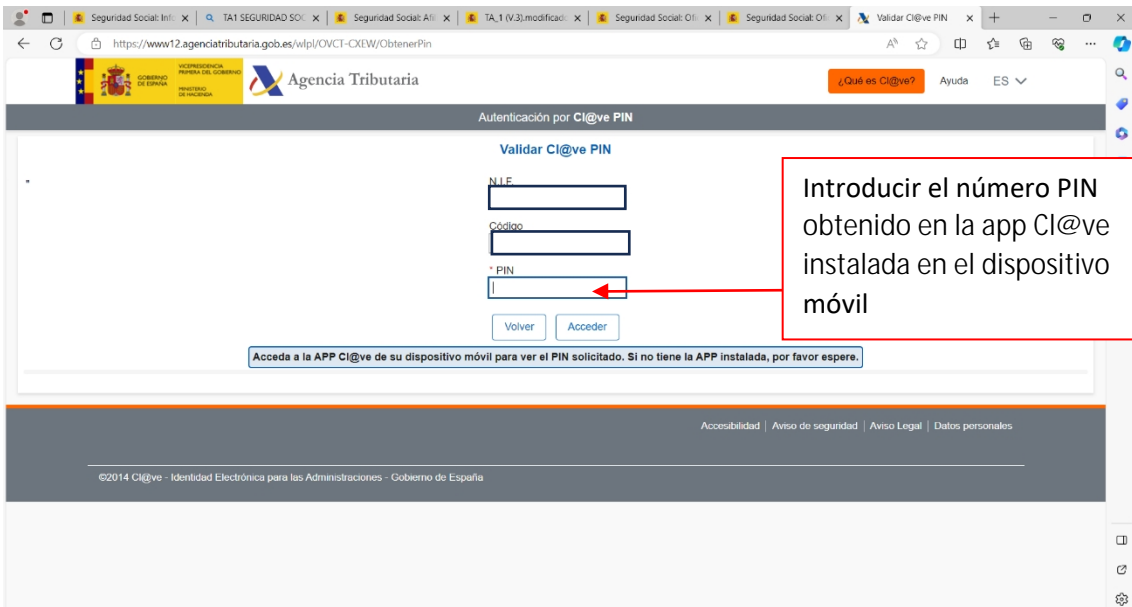 Seguridad Social: Inf
TA1 SEGURIDAD SOC
Seguridad Social: Afi
TA_1 (V.3).modificad
Seguridad Social: Of
Seguridad Social: Of
Validar Cl@ve PIN
https://www12.agenciatributaria.gob.es/wlpl/OVCT-CXEW/ObtenerPin
GOBIERNO DE ESPAÑA
VICEPRESIDENCIA
PRIMERA DEL GOBIERNO
MINISTERIO
DE HACIENDA
Agencia Tributaria
¿Qué es Cl@ve?
Ayuda
ES
Autenticación por Cl@ve PIN
Validar Cl@ve PIN
N.I.F.
Código
* PIN
Introducir el número PIN
obtenido en la app Cl@ve
instalada en el dispositivo
móvil
Volver
Acceder
Acceda a la APP Cl@ve de su dispositivo móvil para ver el PIN solicitado. Si no tiene la APP instalada, por favor espere.
Accesibilidad | Aviso de seguridad | Aviso Legal | Datos personales
©2014 Cl@ve - Identidad Electrónica para las Administraciones - Gobierno de España